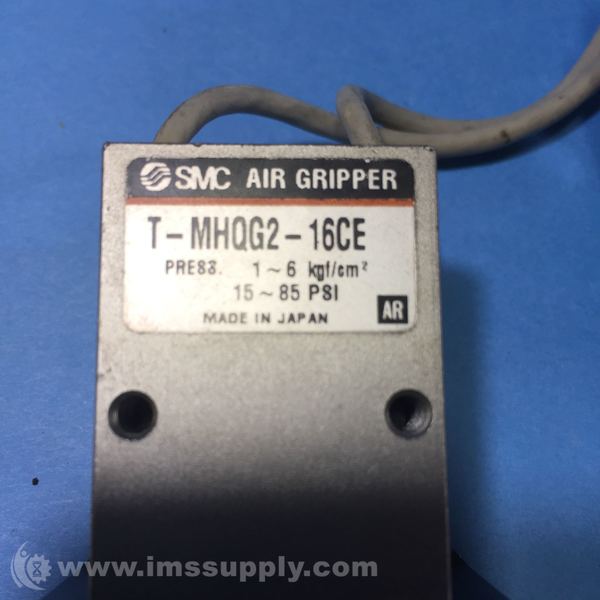 SMC AIR GRIPPER
T-MHQG2-16CE
PRESS. 1~6 kgf/cm²
15~85 PSI
MADE IN JAPAN AR
www.imssupply.com